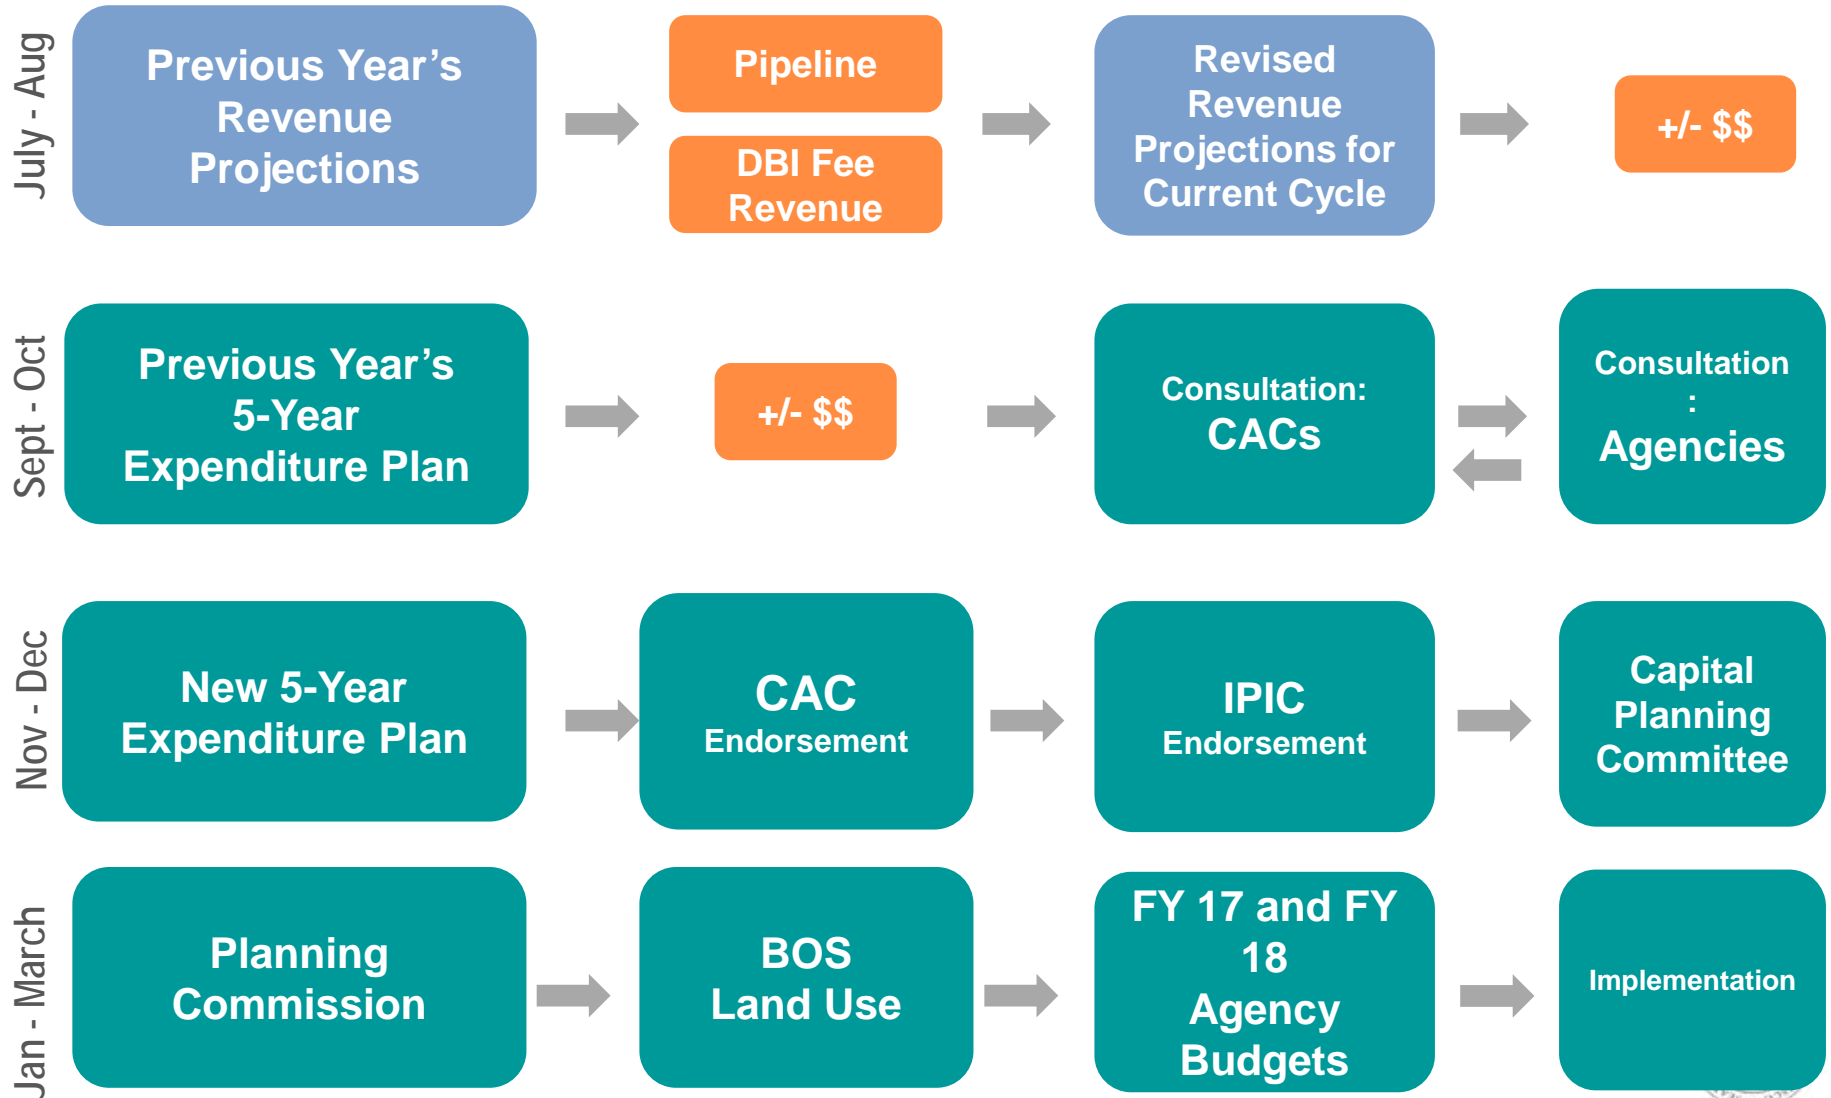 July - Aug
Previous Year's
Revenue
Projections
Pipeline
DBI Fee
Revenue
Revised
Revenue
Projections for
Current Cycle
+/- $$
Sept - Oct
Previous Year's
5-Year
Expenditure Plan
+/- $$
Consultation:
CACs
Consultation
:
Agencies
Nov - Dec
New 5-Year
Expenditure Plan
CAC
Endorsement
IPIC
Endorsement
Capital
Planning
Committee
Jan - March
Planning
Commission
BOS
Land Use
FY 17 and FY
18
Agency
Budgets
Implementation